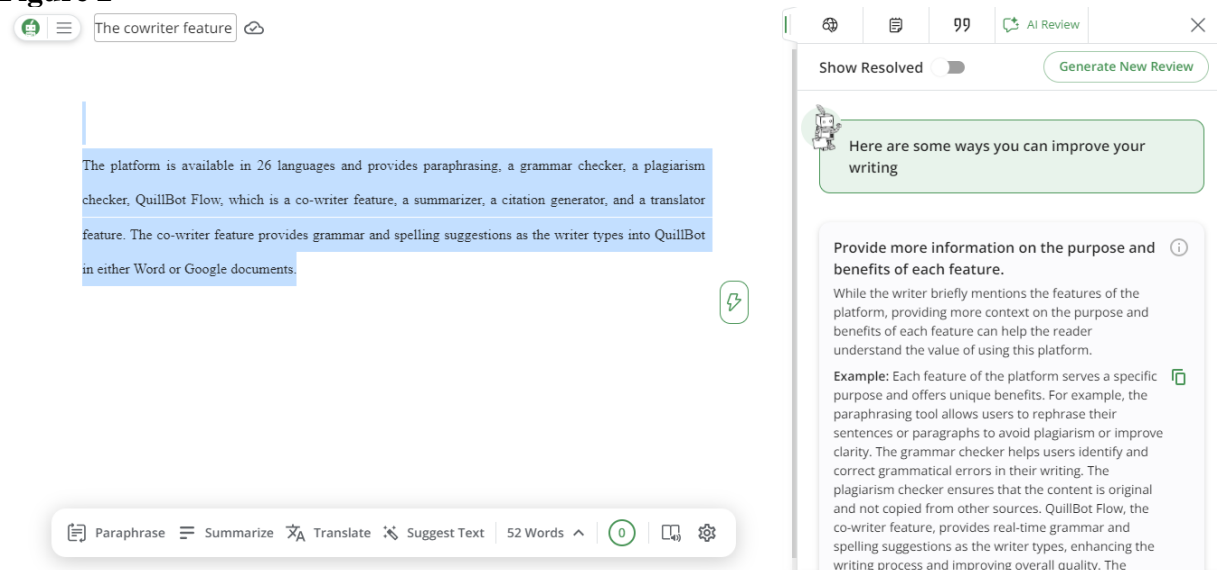 The cowriter feature
The platform is available in 26 languages and provides paraphrasing, a grammar checker, a plagiarism
checker, QuillBot Flow, which is a co-writer feature, a summarizer, a citation generator, and a translator
feature. The co-writer feature provides grammar and spelling suggestions as the writer types into QuillBot
in either Word or Google documents.
Paraphrase Summarize Translate Suggest Text 52 Words 0
AI Review
Show Resolved Generate New Review
Here are some ways you can improve your
writing
Provide more information on the purpose and
benefits of each feature.
While the writer briefly mentions the features of the
platform, providing more context on the purpose and
benefits of each feature can help the reader
understand the value of using this platform.
Example: Each feature of the platform serves a specific
purpose and offers unique benefits. For example, the
paraphrasing tool allows users to rephrase their
sentences or paragraphs to avoid plagiarism or improve
clarity. The grammar checker helps users identify and
correct grammatical errors in their writing. The
plagiarism checker ensures that the content is original
and not copied from other sources. QuillBot Flow, the
co-writer feature, provides real-time grammar and
spelling suggestions as the writer types, enhancing the
writing process and improving overall quality. The